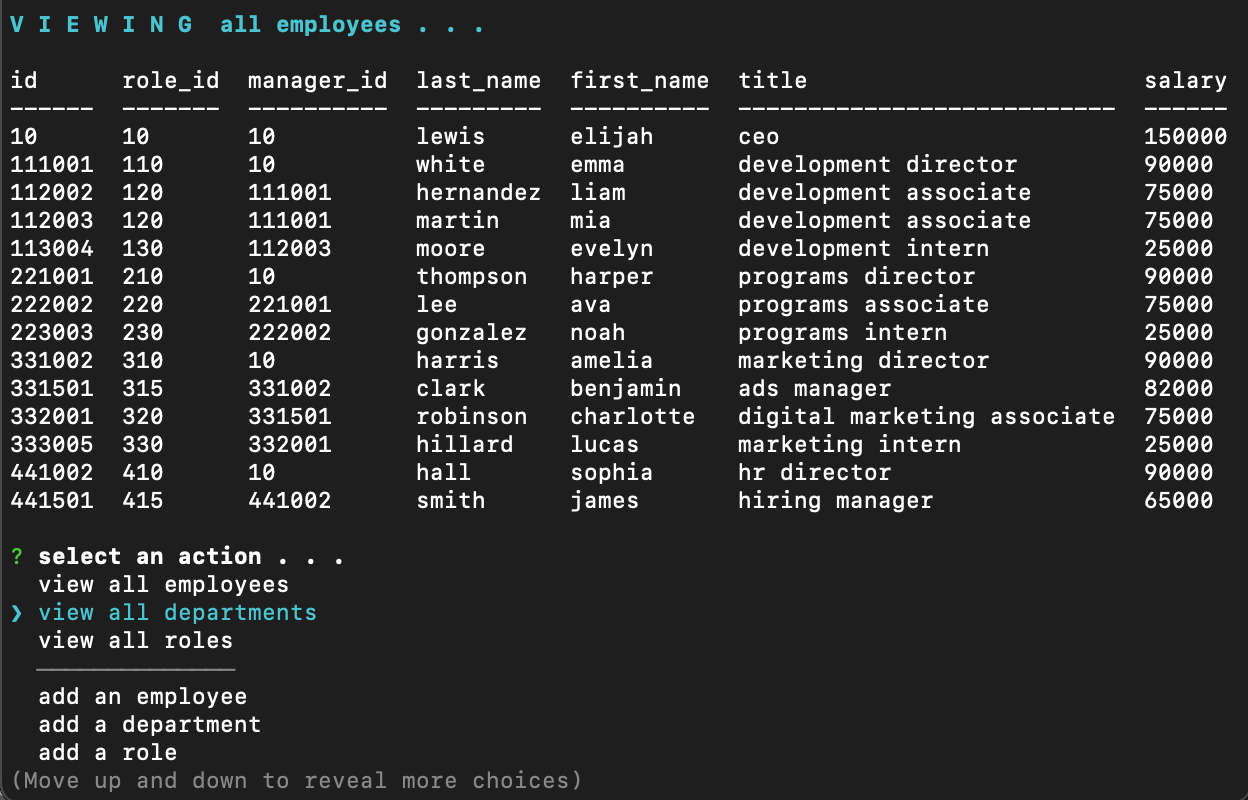 V I E W I N G  all employees . . .
id      role_id  manager_id  last_name  first_name  title                        salary
------  -------  ----------  ---------  ----------  ---------------------------  ------
10      10       10          lewis      elijah      ceo                          150000
111001  110      10          white      emma        development director         90000
112002  120      111001      hernandez  liam        development associate        75000
112003  120      111001      martin     mia         development associate        75000
113004  130      112003      moore      evelyn      development intern           25000
221001  210      10          thompson   harper      programs director            90000
222002  220      221001      lee        ava         programs associate           75000
223003  230      222002      gonzalez   noah        programs intern              25000
331002  310      10          harris     amelia      marketing director           90000
331501  315      331002      clark      benjamin    ads manager                  82000
332001  320      331501      robinson   charlotte   digital marketing associate  75000
333005  330      332001      hillard    lucas       marketing intern             25000
441002  410      10          hall       sophia      hr director                  90000
441501  415      441002      smith      james       hiring manager               65000
? select an action . . .
  view all employees
❯ view all departments
  view all roles
  ──────────────
  add an employee
  add a department
  add a role
(Move up and down to reveal more choices)